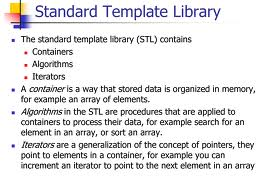 Standard Template Library
The standard template library (STL) contains
Containers
Algorithms
Iterators
A container is a way that stored data is organized in memory,
for example an array of elements.
Algorithms in the STL are procedures that are applied to
containers to process their data, for example search for an
element in an array, or sort an array.
Iterators are a generalization of the concept of pointers, they
point to elements in a container, for example you can
increment an iterator to point to the next element in an array